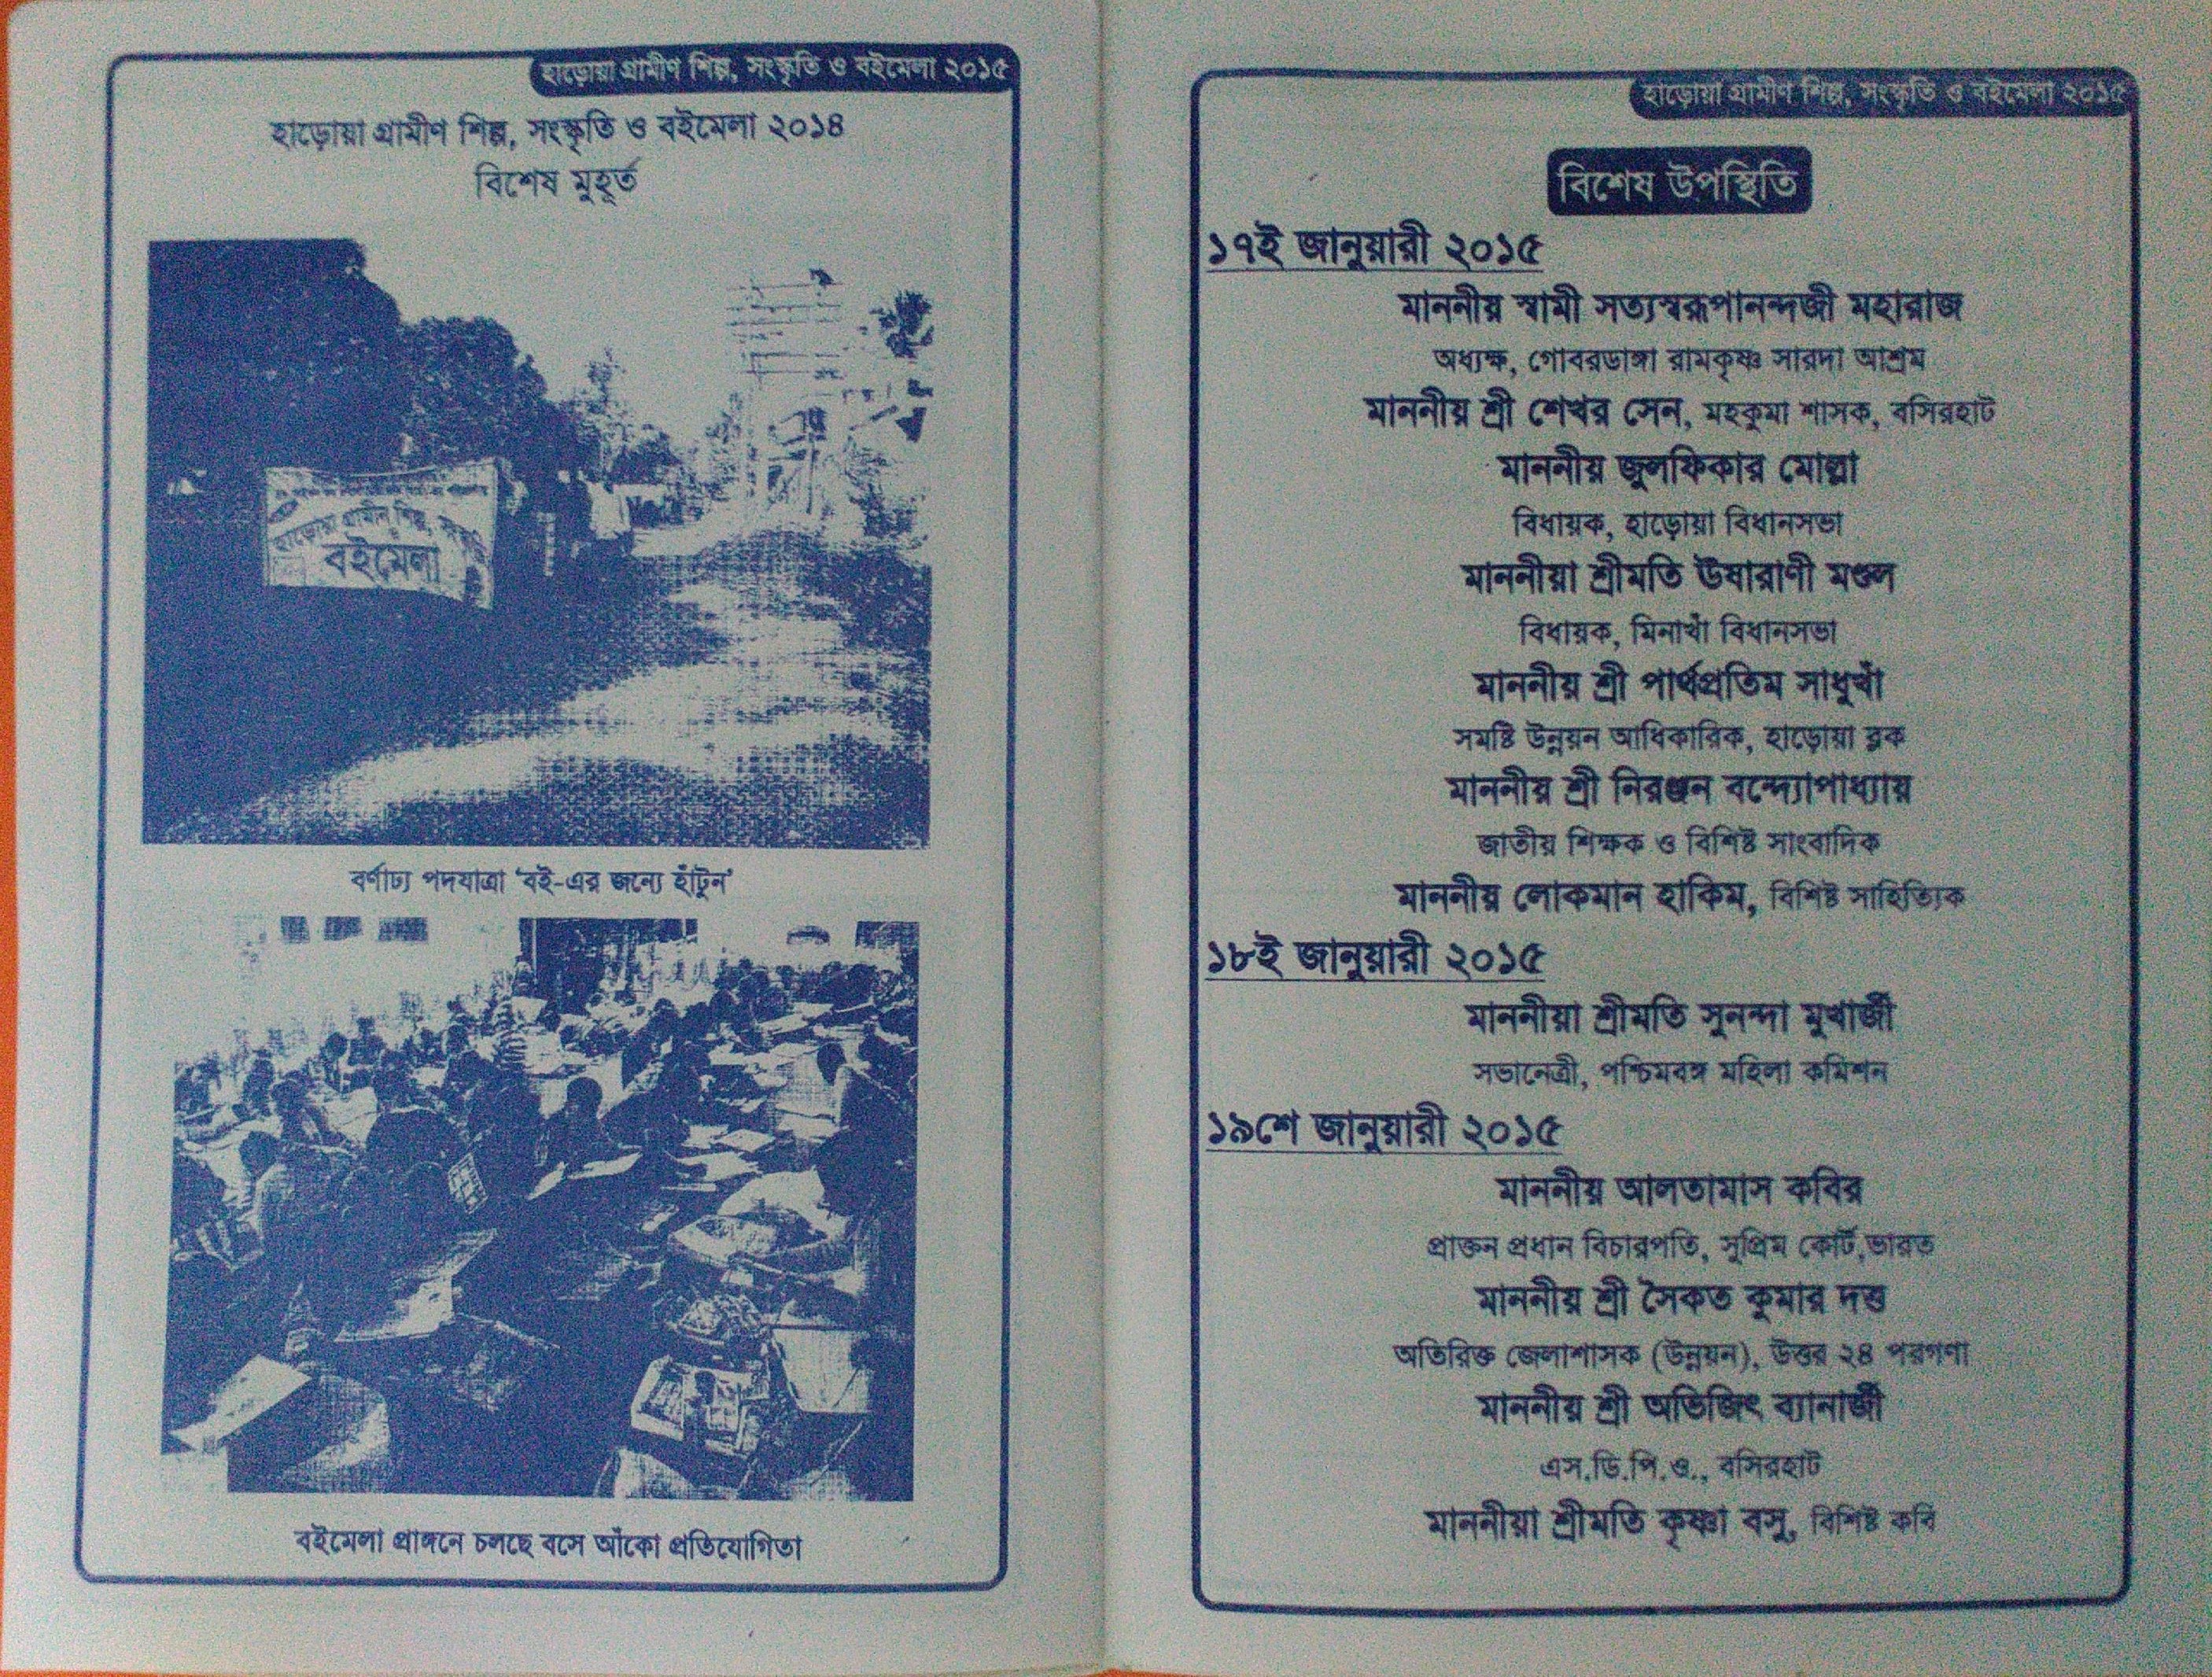 হাড়োয়া গ্রামীণ শিল্প, সংস্কৃতি ও বইমেলা ২০১৫
হাড়োয়া গ্রামীণ শিল্প, সংস্কৃতি ও বইমেলা ২০১৪
বিশেষ মুহূর্ত
হাড়োয়া গ্রামীন শিল্প,
বইমেলা
বর্ণাঢ্য পদযাত্রা ‘বই-এর জন্যে হাঁটুন’
বইমেলা প্রাঙ্গনে চলছে বসে আঁকো প্রতিযোগিতা
হাড়োয়া গ্রামীণ শিল্প, সংস্কৃতি ও বইমেলা ২০১৫
বিশেষ উপস্থিতি
১৭ই জানুয়ারী ২০১৫
মাননীয় স্বামী সত্যস্বরূপানন্দজী মহারাজ
অধ্যক্ষ, গোবরডাঙ্গা রামকৃষ্ণ সারদা আশ্রম
মাননীয় শ্রী শেখর সেন, মহকুমা শাসক, বসিরহাট
মাননীয় জুলফিকার মোল্লা
বিধায়ক, হাড়োয়া বিধানসভা
মাননীয়া শ্রীমতি ঊষারাণী মণ্ডল
বিধায়ক, মিনাখাঁ বিধানসভা
মাননীয় শ্রী পার্থপ্রতিম সাধুখাঁ
সমষ্টি উন্নয়ন আধিকারিক, হাড়োয়া ব্লক
মাননীয় শ্রী নিরঞ্জন বন্দ্যোপাধ্যায়
জাতীয় শিক্ষক ও বিশিষ্ট সাংবাদিক
মাননীয় লোকমান হাকিম, বিশিষ্ট সাহিত্যিক
১৮ই জানুয়ারী ২০১৫
মাননীয়া শ্রীমতি সুনন্দা মুখার্জী
সভানেত্রী, পশ্চিমবঙ্গ মহিলা কমিশন
১৯শে জানুয়ারী ২০১৫
মাননীয় আলতামাস কবির
প্রাক্তন প্রধান বিচারপতি, সুপ্রিম কোর্ট,ভারত
মাননীয় শ্রী সৈকত কুমার দত্ত
অতিরিক্ত জেলাশাসক (উন্নয়ন), উত্তর ২৪ পরগণা
মাননীয় শ্রী অভিজিৎ ব্যানার্জী
এস.ডি.পি.ও., বসিরহাট
মাননীয়া শ্রীমতি কৃষ্ণা বসু, বিশিষ্ট কবি